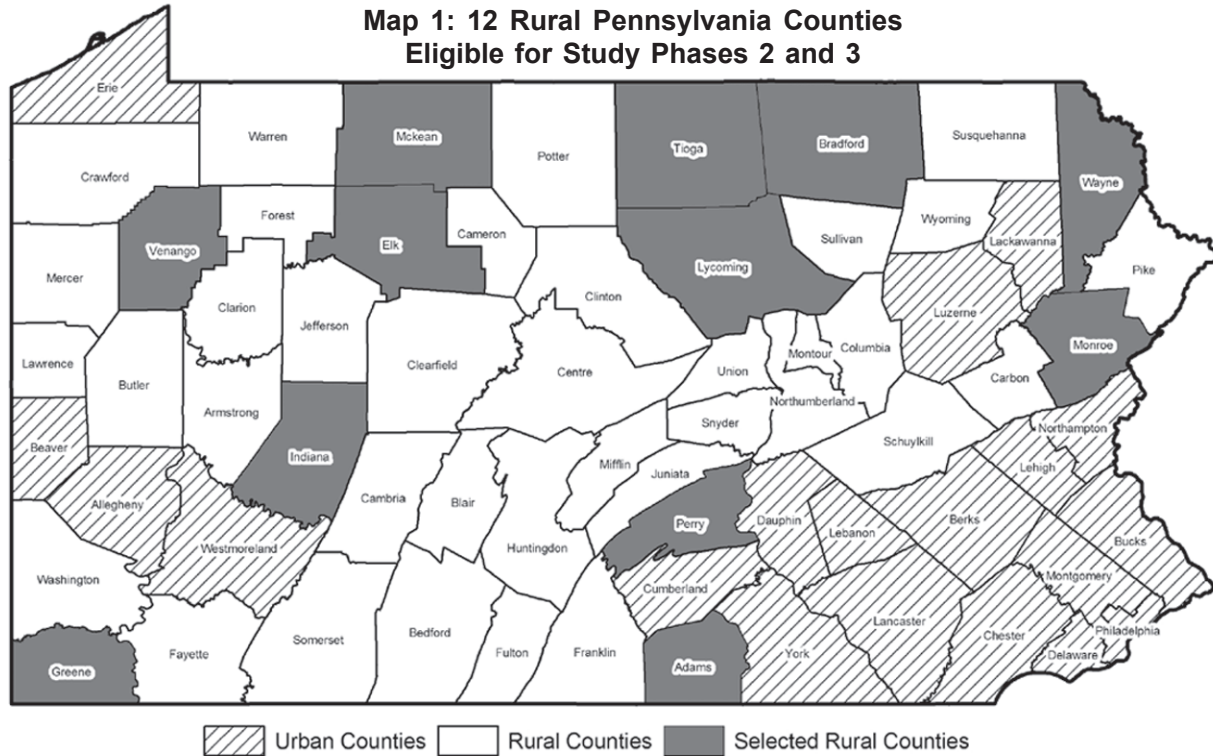 Map 1: 12 Rural Pennsylvania Counties
Eligible for Study Phases 2 and 3
Erie
Warren
Mckean
Potter
Tioga
Bradford
Susquehanna
Wayne
Crawford
Forest
Venango
Elk
Cameron
Sullivan
Wyoming
Lackawanna
Mercer
Clarion
Lycoming
Pike
Clinton
Jefferson
Luzerne
Lawrence
Butler
Clearfield
Centre
Union
Montour
Columbia
Monroe
Carbon
Armstrong
Northumberland
Snyder
Beaver
Indiana
Mifflin
Juniata
Schuylkill
Northampton
Lehigh
Allegheny
Cambria
Blair
Perry
Dauphin
Lebanon
Berks
Westmoreland
Huntingdon
Bucks
Washington
Cumberland
Montgomery
Somerset
Bedford
Fulton
Franklin
Lancaster
Chester
Philadelphia
Fayette
Greene
Adams
York
Delaware
Urban Counties
Rural Counties
Selected Rural Counties